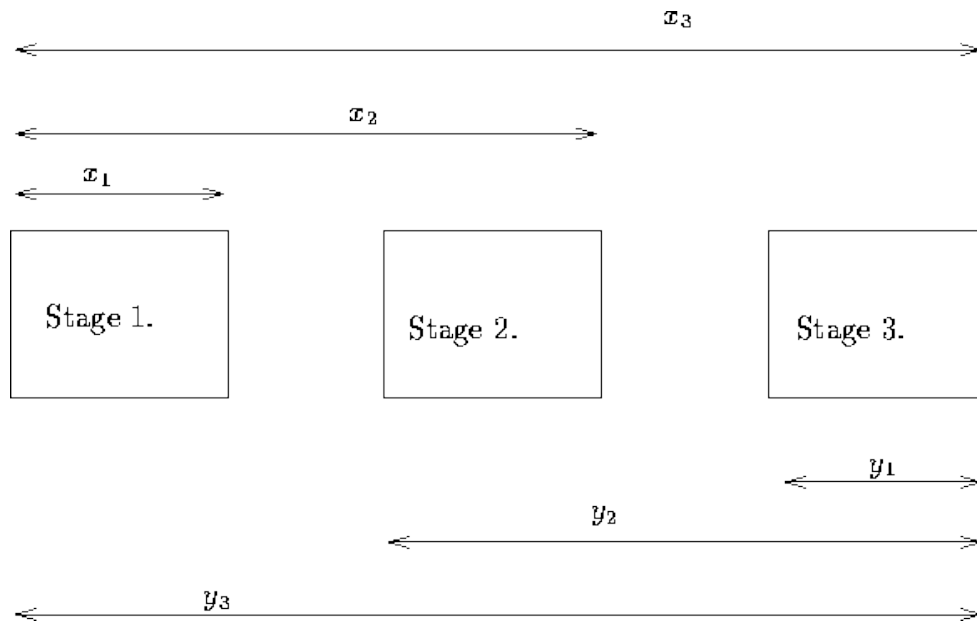 x₃
x₂
x₁
Stage 1.
Stage 2.
Stage 3.
y₁
y₂
y₃